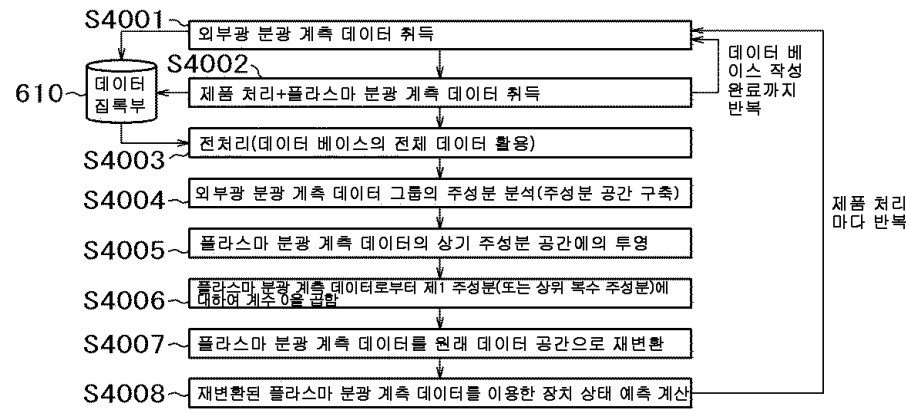 S4001
외부광 분광 계측 데이터 취득
S4002
610
데이터
집록부
제품 처리+플라스마 분광 계측 데이터 취득
데이터 베
이스 작성
완료까지
반복
전처리(데이터 베이스의 전체 데이터 활용)
S4003
외부광 분광 계측 데이터 그룹의 주성분 분석(주성분 공간 구축)
S4004
제품 처리
마다 반복
플라스마 분광 계측 데이터의 상기 주성분 공간에의 투영
S4005
플라스마 분광 계측 데이터로부터 제1 주성분(또는 상위 복수 주성분)에
대하여 계수 0을 곱함
S4006
플라스마 분광 계측 데이터를 원래 데이터 공간으로 재변환
S4007
재변환된 플라스마 분광 계측 데이터를 이용한 장치 상태 예측 계산
S4008